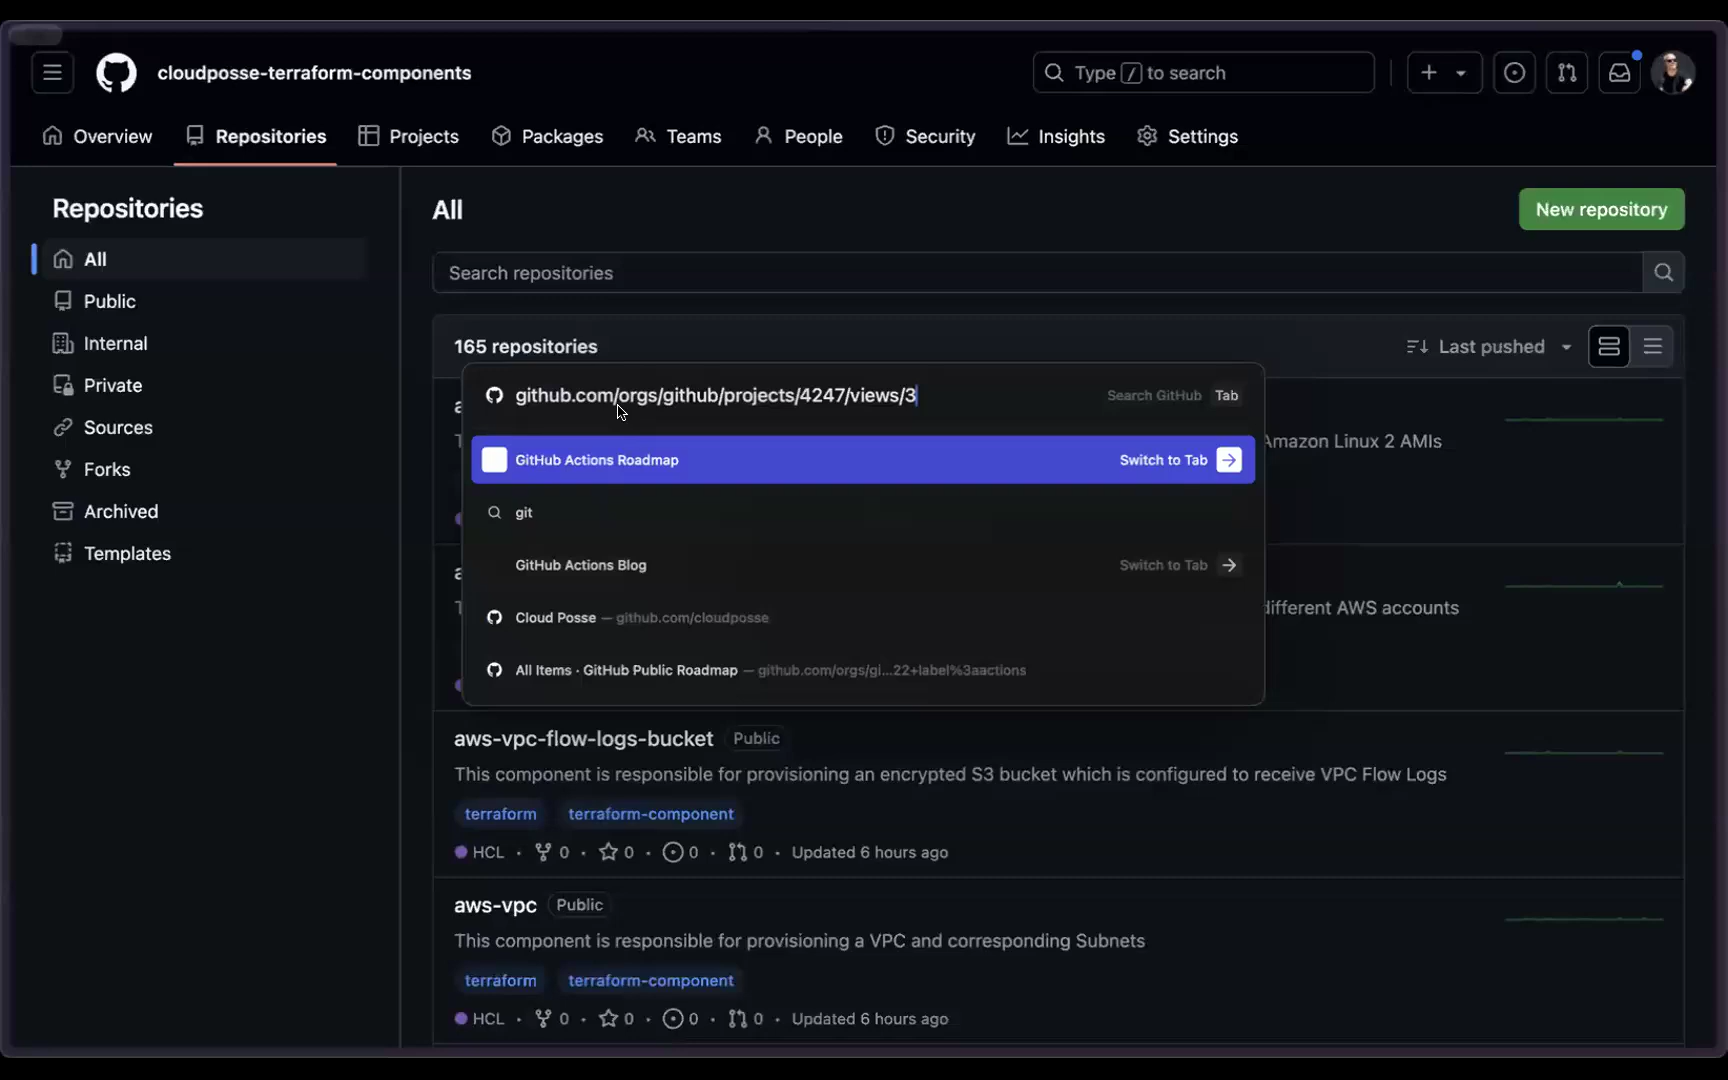 cloudposse-terraform-components
Type / to search
Overview
Repositories
Projects
Packages
Teams
People
Security
Insights
Settings
Repositories
All
Public
Internal
Private
Sources
Forks
Archived
Templates
All
New repository
Search repositories
165 repositories
Last pushed
github.com/orgs/github/projects/4247/views/3
Search GitHub Tab
GitHub Actions Roadmap
Switch to Tab
git
GitHub Actions Blog
Switch to Tab
Cloud Posse — github.com/cloudposse
All Items · GitHub Public Roadmap — github.com/orgs/gi...22+label%3aactions
Amazon Linux 2 AMIs
different AWS accounts
aws-vpc-flow-logs-bucket Public
This component is responsible for provisioning an encrypted S3 bucket which is configured to receive VPC Flow Logs
terraform terraform-component
HCL · 0 · 0 · 0 · 0 · Updated 6 hours ago
aws-vpc Public
This component is responsible for provisioning a VPC and corresponding Subnets
terraform terraform-component
HCL · 0 · 0 · 0 · 0 · Updated 6 hours ago